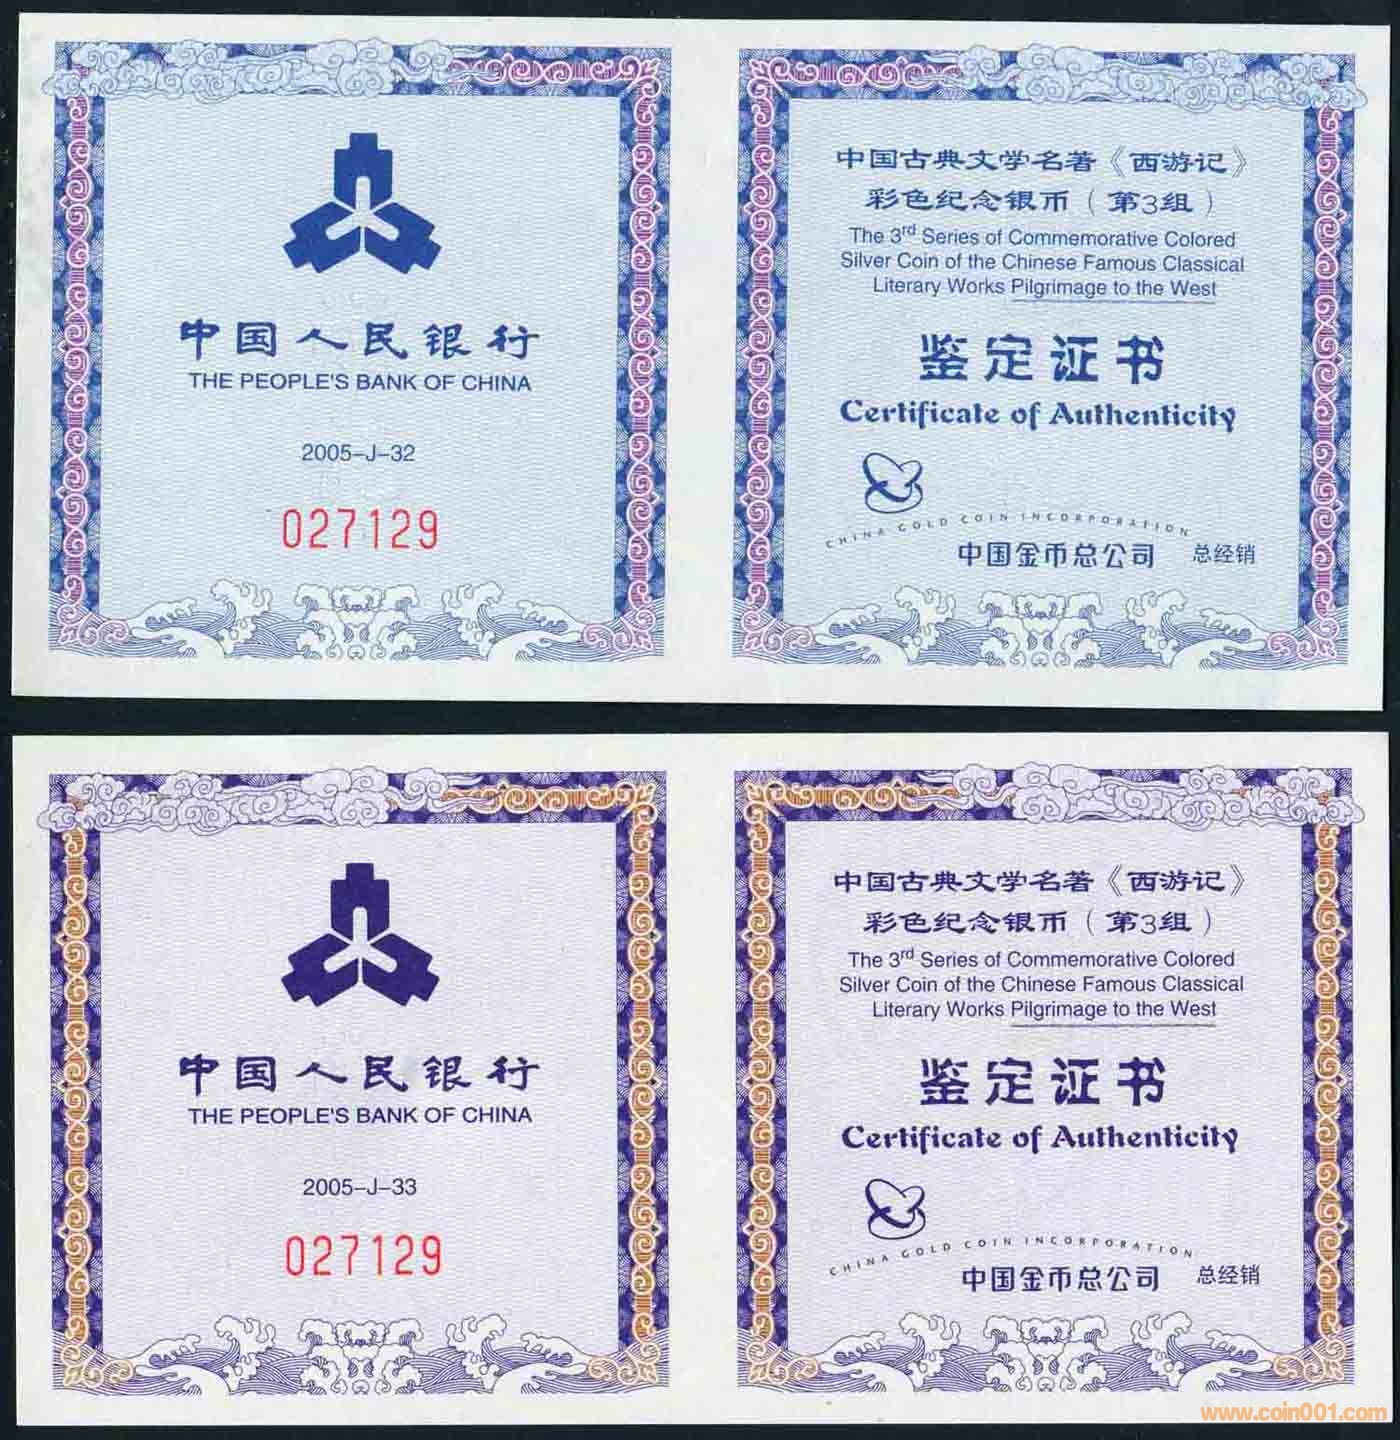 中国人民银行
THE PEOPLE'S BANK OF CHINA
2005-J-32
027129
中国古典文学名著《西游记》
彩色纪念银币（第3组）
The 3rd Series of Commemorative Colored
Silver Coin of the Chinese Famous Classical
Literary Works Pilgrimage to the West
鉴定证书
Certificate of Authenticity
CHINA GOLD COIN INCORPORATION
中国金币总公司 总经销
中国人民银行
THE PEOPLE'S BANK OF CHINA
2005-J-33
027129
中国古典文学名著《西游记》
彩色纪念银币（第3组）
The 3rd Series of Commemorative Colored
Silver Coin of the Chinese Famous Classical
Literary Works Pilgrimage to the West
鉴定证书
Certificate of Authenticity
CHINA GOLD COIN INCORPORATION
中国金币总公司 总经销
www.coin001.com